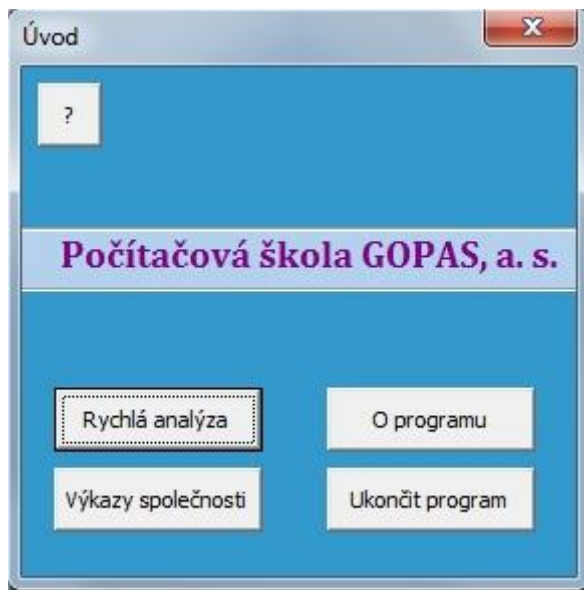 Úvod
?
Počítačová škola GOPAS, a. s.
Rychlá analýza
O programu
Výkazy společnosti
Ukončit program